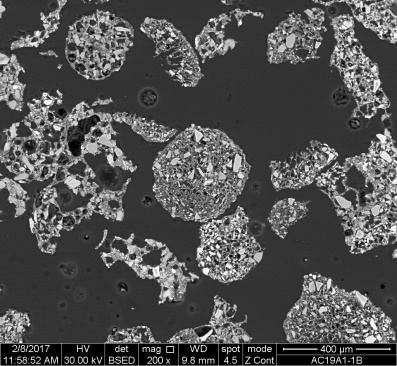 2/8/2017 HV det mag □ WD spot mode 400 µm
11:58:52 AM 30.00 kV BSED 200 x 9.8 mm 4.5 Z Cont AC19A1-1B